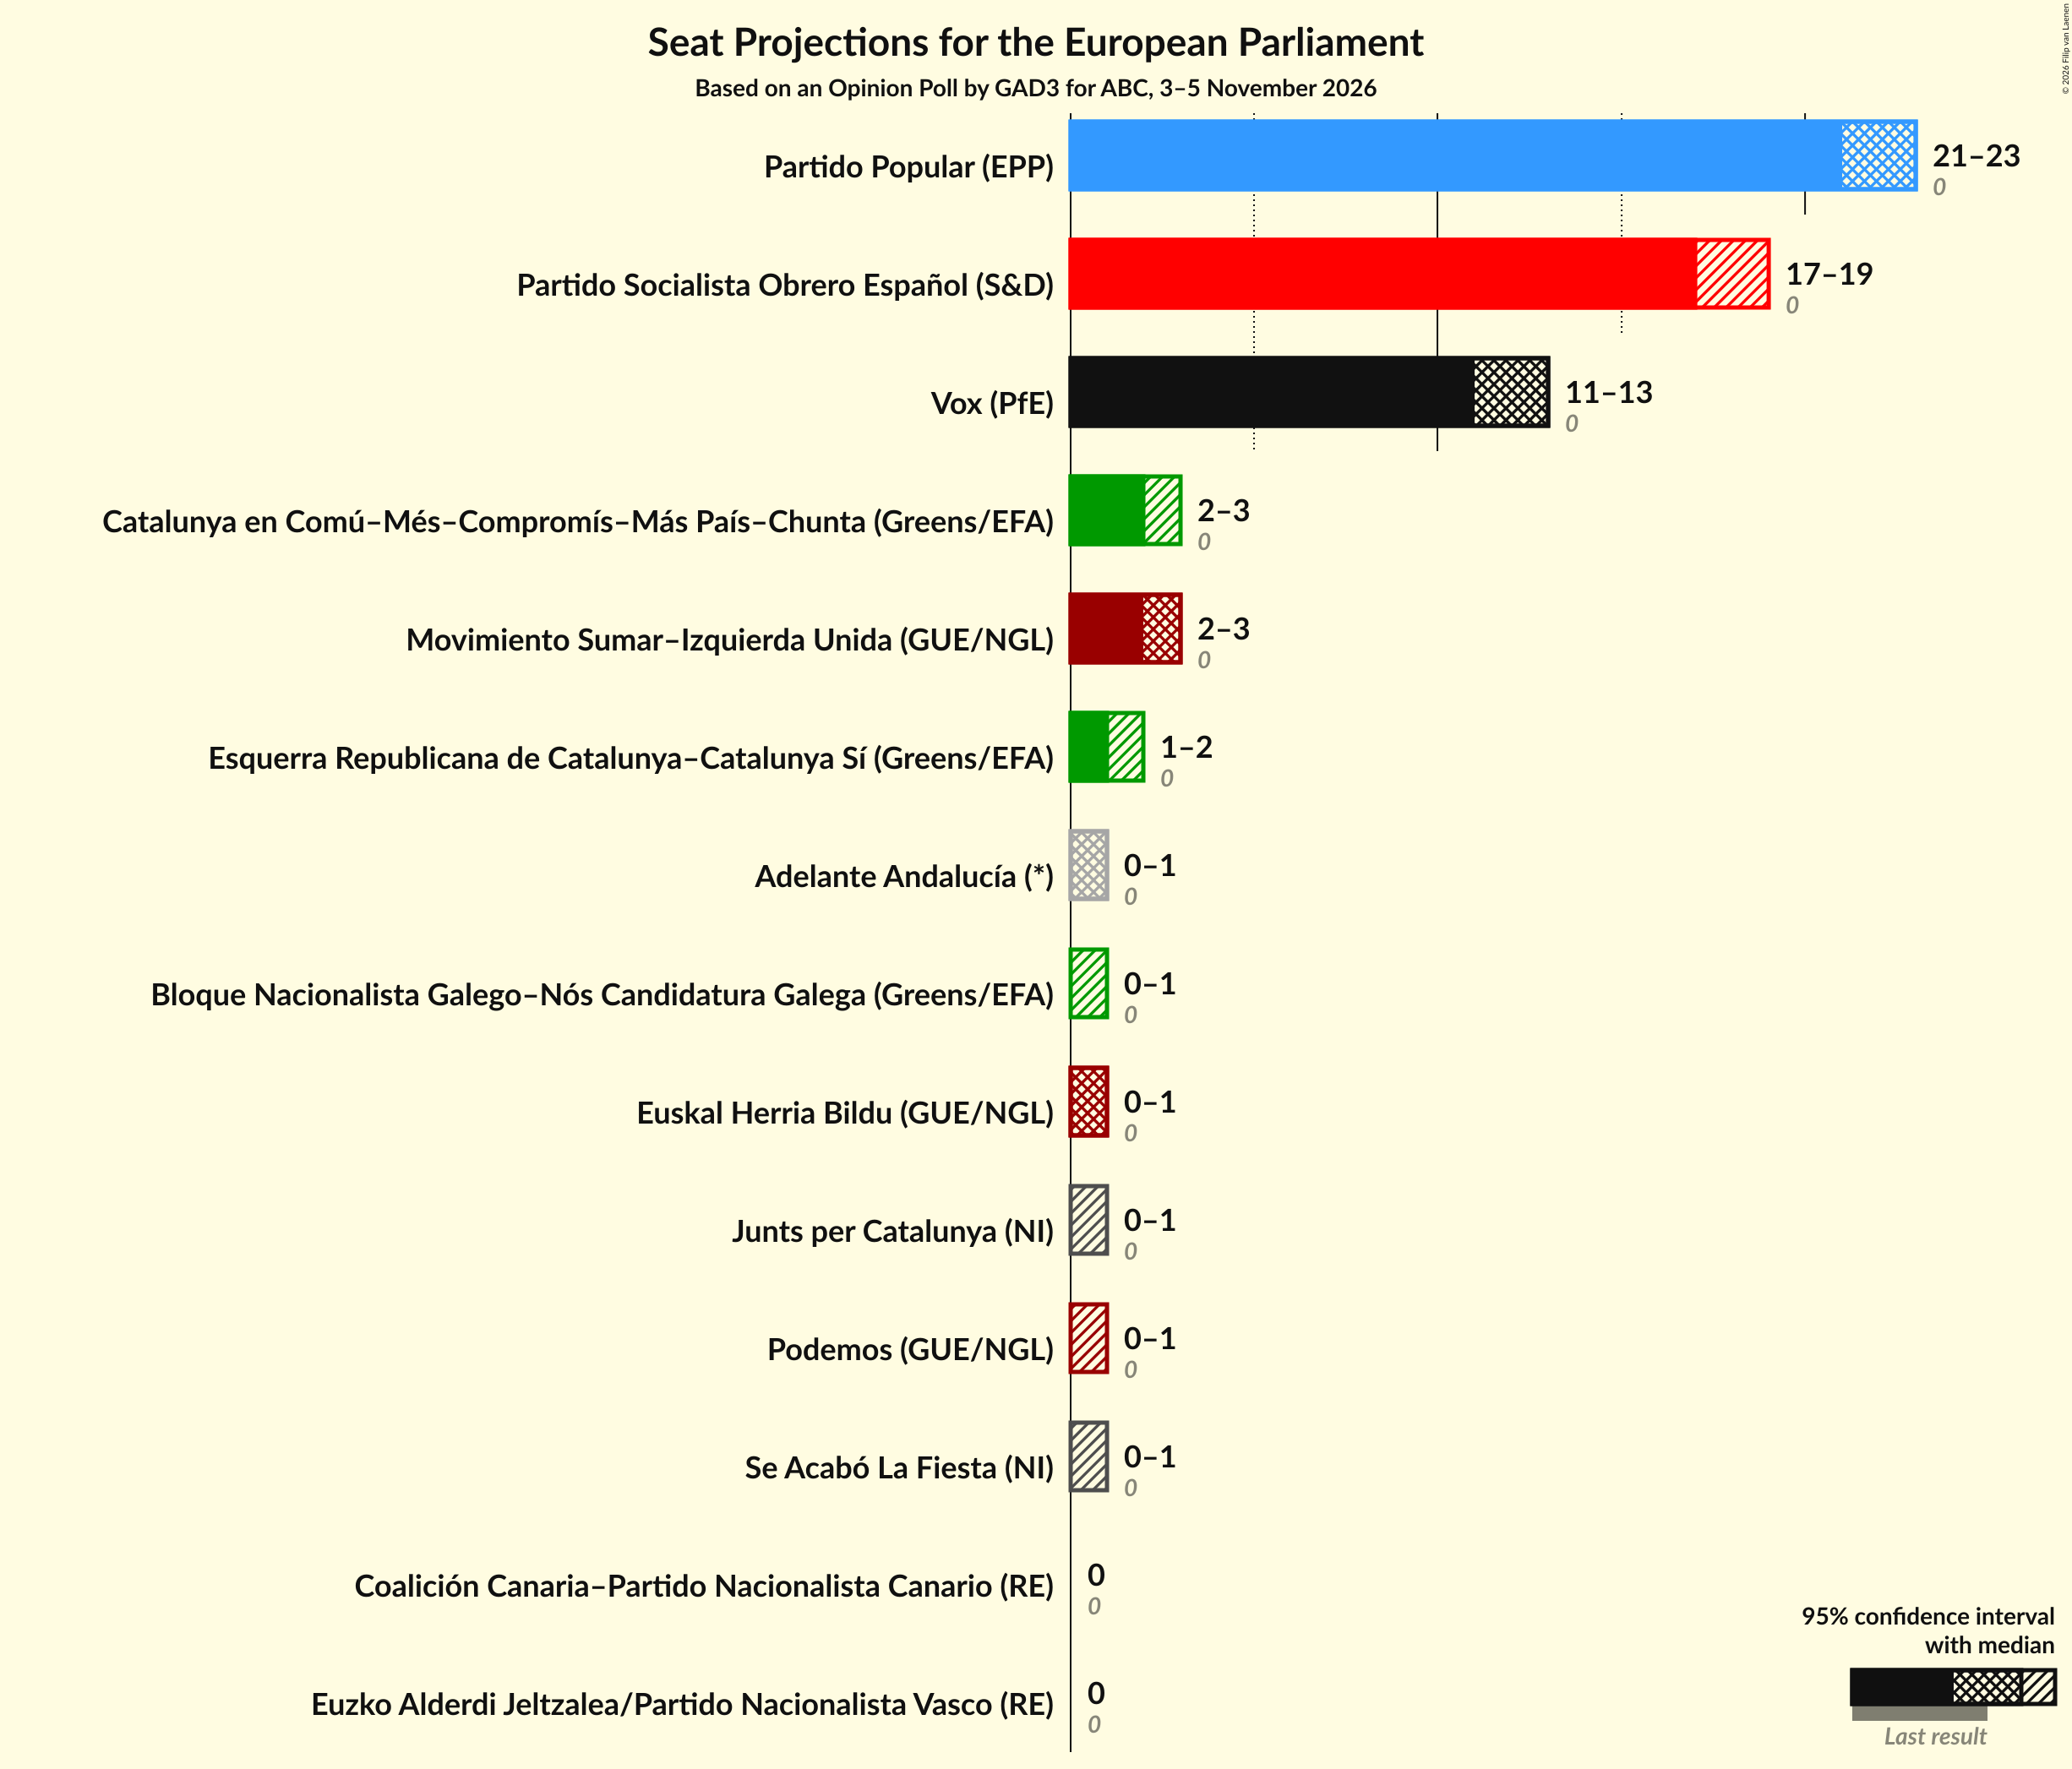 Seat Projections for the European Parliament
Based on an Opinion Poll by GAD3 for ABC, 3–5 November 2026
© 2026 Filip van Laenen
Partido Popular (EPP)
21–23
0
Partido Socialista Obrero Español (S&D)
17–19
0
Vox (PfE)
11–13
0
Catalunya en Comú–Més–Compromís–Más País–Chunta (Greens/EFA)
2–3
0
Movimiento Sumar–Izquierda Unida (GUE/NGL)
2–3
0
Esquerra Republicana de Catalunya–Catalunya Sí (Greens/EFA)
1–2
0
Adelante Andalucía (*)
0–1
0
Bloque Nacionalista Galego–Nós Candidatura Galega (Greens/EFA)
0–1
0
Euskal Herria Bildu (GUE/NGL)
0–1
0
Junts per Catalunya (NI)
0–1
0
Podemos (GUE/NGL)
0–1
0
Se Acabó La Fiesta (NI)
0–1
0
Coalición Canaria–Partido Nacionalista Canario (RE)
0
0
Euzko Alderdi Jeltzalea/Partido Nacionalista Vasco (RE)
0
0
95% confidence interval
with median
Last result